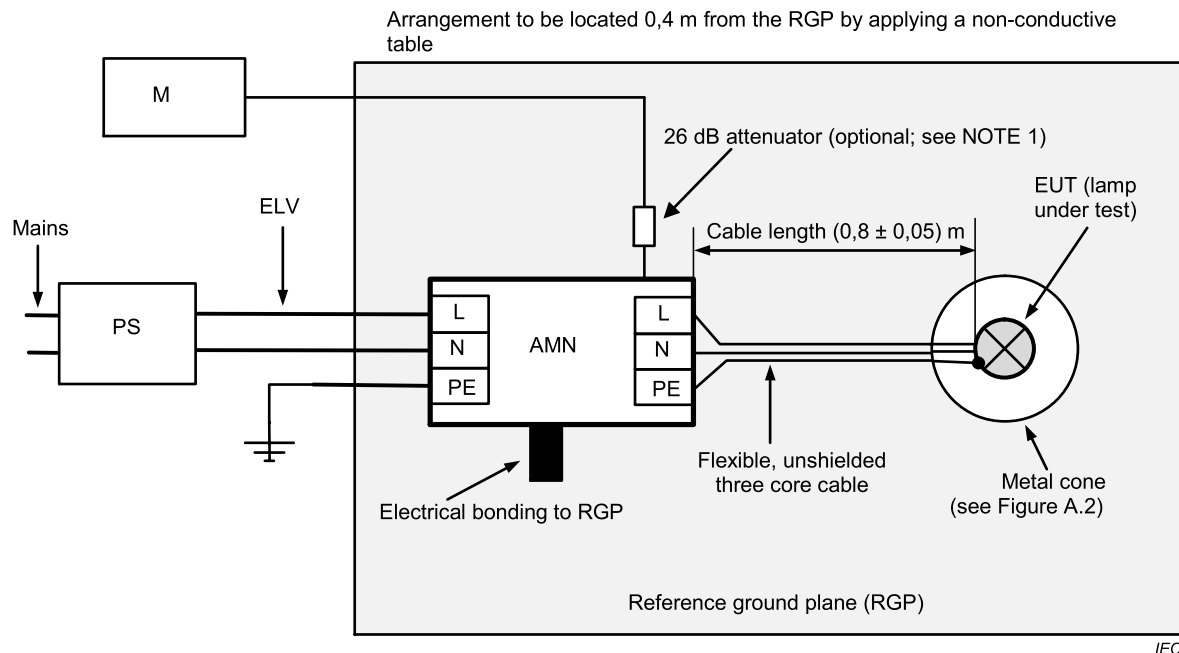 Arrangement to be located 0,4 m from the RGP by applying a non-conductive
table
M
26 dB attenuator (optional; see NOTE 1)
EUT (lamp
under test)
ELV
Mains
Cable length (0,8 ± 0,05) m
PS
L
N
PE
AMN
L
N
PE
Flexible, unshielded
three core cable
Metal cone
(see Figure A.2)
Electrical bonding to RGP
Reference ground plane (RGP)
IEC